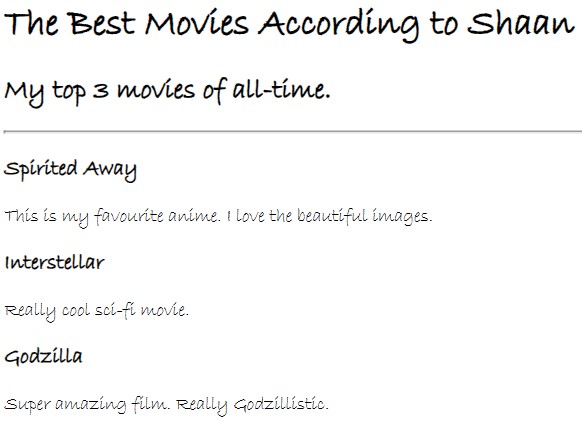 The Best Movies According to Shaan
My top 3 movies of all-time.
Spirited Away
This is my favourite anime. I love the beautiful images.
Interstellar
Really cool sci-fi movie.
Godzilla
Super amazing film. Really Godzillistic.